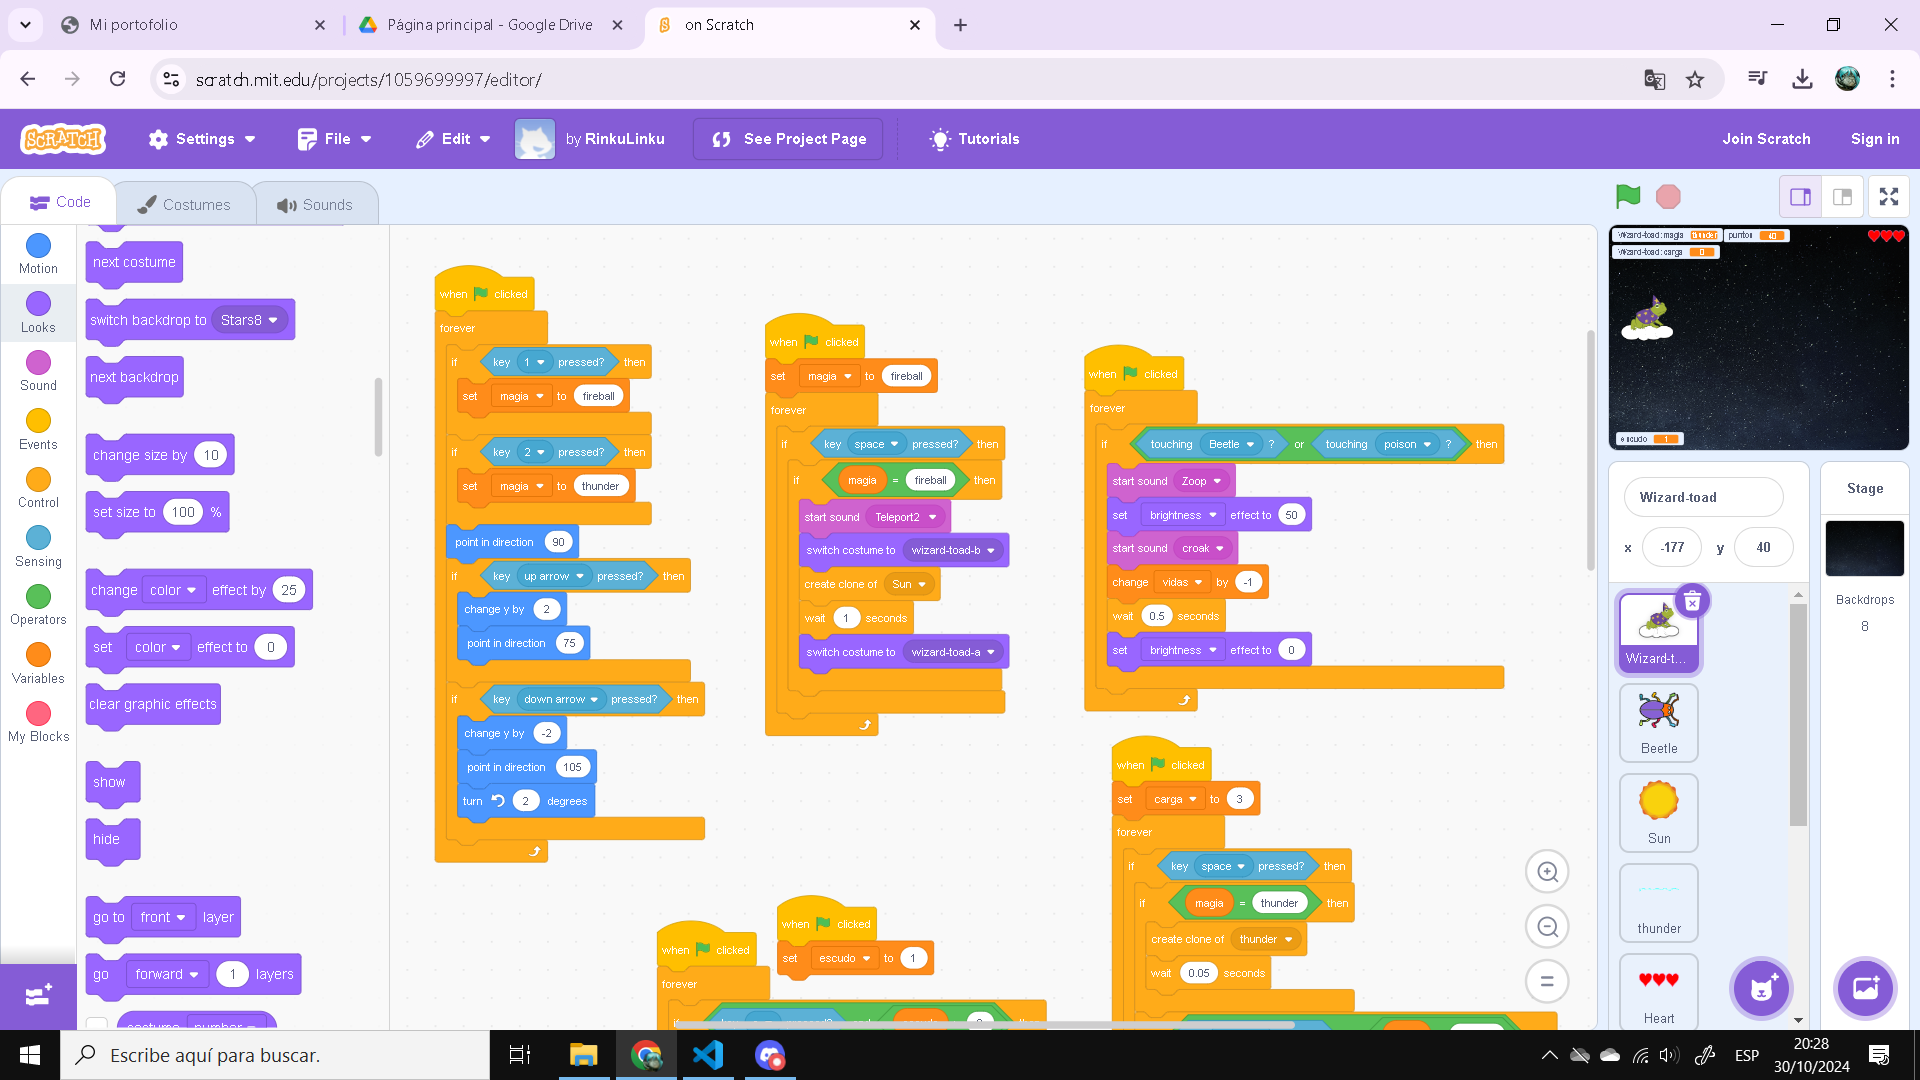 Mi portofolio
Página principal - Google Drive
on Scratch
scratch.mit.edu/projects/1059699997/editor/
SCRATCH
Settings
File
Edit
by RinkuLinku
See Project Page
Tutorials
Join Scratch
Sign in
Code
Costumes
Sounds
Motion
Looks
Sound
Events
Control
Sensing
Operators
Variables
My Blocks
next costume
switch backdrop to Stars8
next backdrop
change size by 10
set size to 100 %
change color effect by 25
set color effect to 0
clear graphic effects
show
hide
go to front layer
go forward 1 layers
costume number
when clicked
forever
if key 1 pressed? then
set magia to fireball
if key 2 pressed? then
set magia to thunder
point in direction 90
if key up arrow pressed? then
change y by 2
point in direction 75
if key down arrow pressed? then
change y by -2
point in direction 105
turn 2 degrees
when clicked
set magia to fireball
forever
if key space pressed? then
if magia = fireball then
start sound Teleport2
switch costume to wizard-toad-b
create clone of Sun
wait 1 seconds
switch costume to wizard-toad-a
when clicked
forever
if touching Beetle ? or touching poison ? then
start sound Zoop
set brightness effect to 50
start sound croak
change vidas by -1
wait 0.5 seconds
set brightness effect to 0
when clicked
set carga to 3
forever
if key space pressed? then
if magia = thunder then
create clone of thunder
wait 0.05 seconds
when clicked
forever
when clicked
set escudo to 1
Wizard-toad: magia thunder
punton 40
Wizard-toad: carga 0
escudo 1
Wizard-toad
x -177 y 40
Stage
Backdrops
8
Wizard-t...
Beetle
Sun
thunder
Heart
Escribe aquí para buscar.
ESP
20:28
30/10/2024